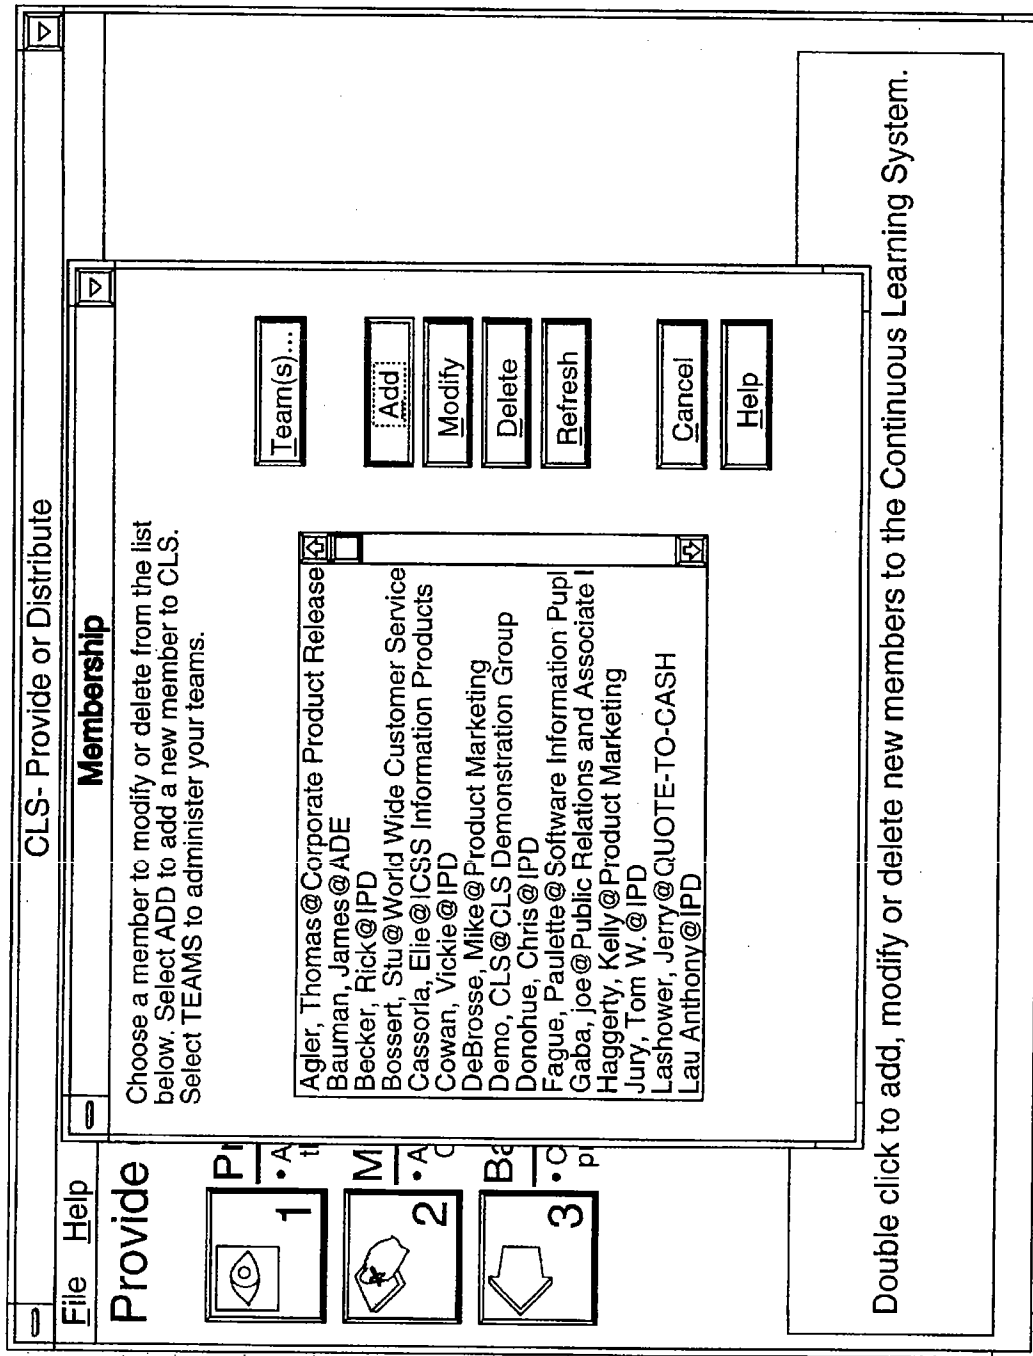 CLS- Provide or Distribute
File Help
Provide
1
Pr
• A
th
2
M
• A
3
Ba
• C
Membership
Choose a member to modify or delete from the list
below. Select ADD to add a new member to CLS.
Select TEAMS to administer your teams.
Agler, Thomas@Corporate Product Release
Bauman, James@ADE
Becker, Rick@IPD
Bossert, Stu@World Wide Customer Service
Cassorla, Elie@ICSS Information Products
Cowan, Vickie@IPD
DeBrosse, Mike@Product Marketing
Demo, CLS@CLS Demonstration Group
Donohue, Chris@IPD
Fague, Paulette@Software Information Pupl
Gaba, joe@Public Relations and Associate
Haggerty, Kelly@Product Marketing
Jury, Tom W.@IPD
Lashower, Jerry@QUOTE-TO-CASH
Lau Anthony@IPD
Team(s)...
Add...
Modify
Delete
Refresh
Cancel
Help
Double click to add, modify or delete new members to the Continuous Learning System.